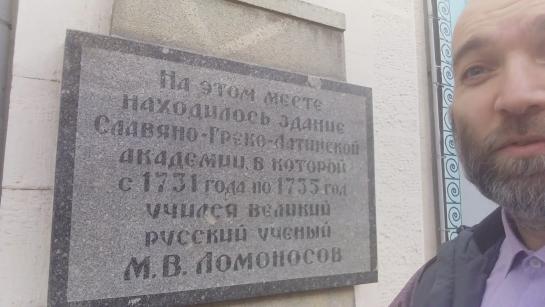 На этом месте
находилось здание
Славяно-Греко-Латинской
академии, в которой
с 1731 года по 1735 год
учился великий
русский ученый
М.В. Ломоносов